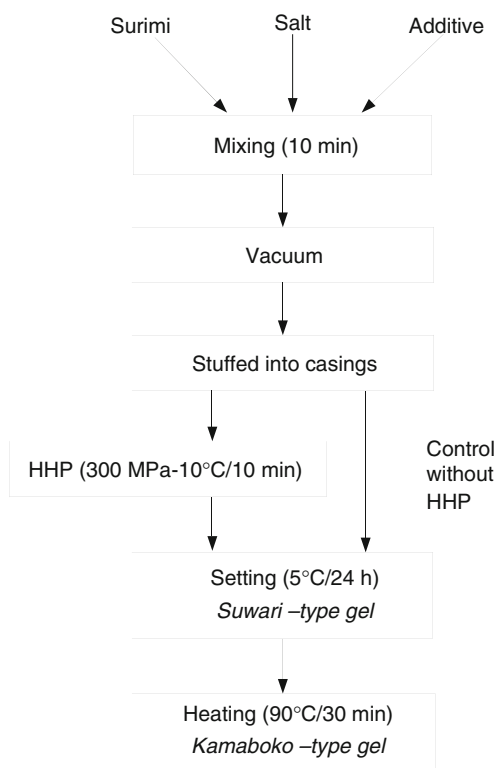 Surimi
Salt
Additive
Mixing (10 min)
Vacuum
Stuffed into casings
HHP (300 MPa-10°C/10 min)
Control
without
HHP
Setting (5°C/24 h)
Suwari –type gel
Heating (90°C/30 min)
Kamaboko –type gel